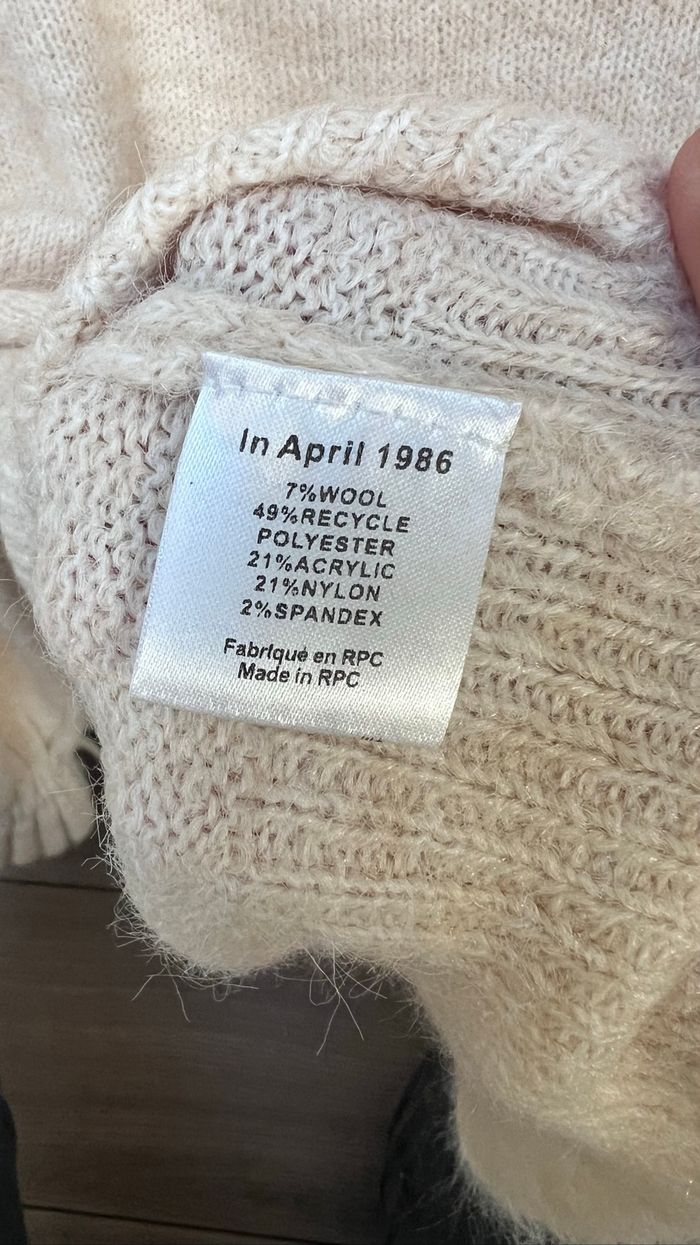 In April 1986
7%WOOL
49%RECYCLE
POLYESTER
21%ACRYLIC
21%NYLON
2%SPANDEX
Fabrique en RPC
Made in RPC